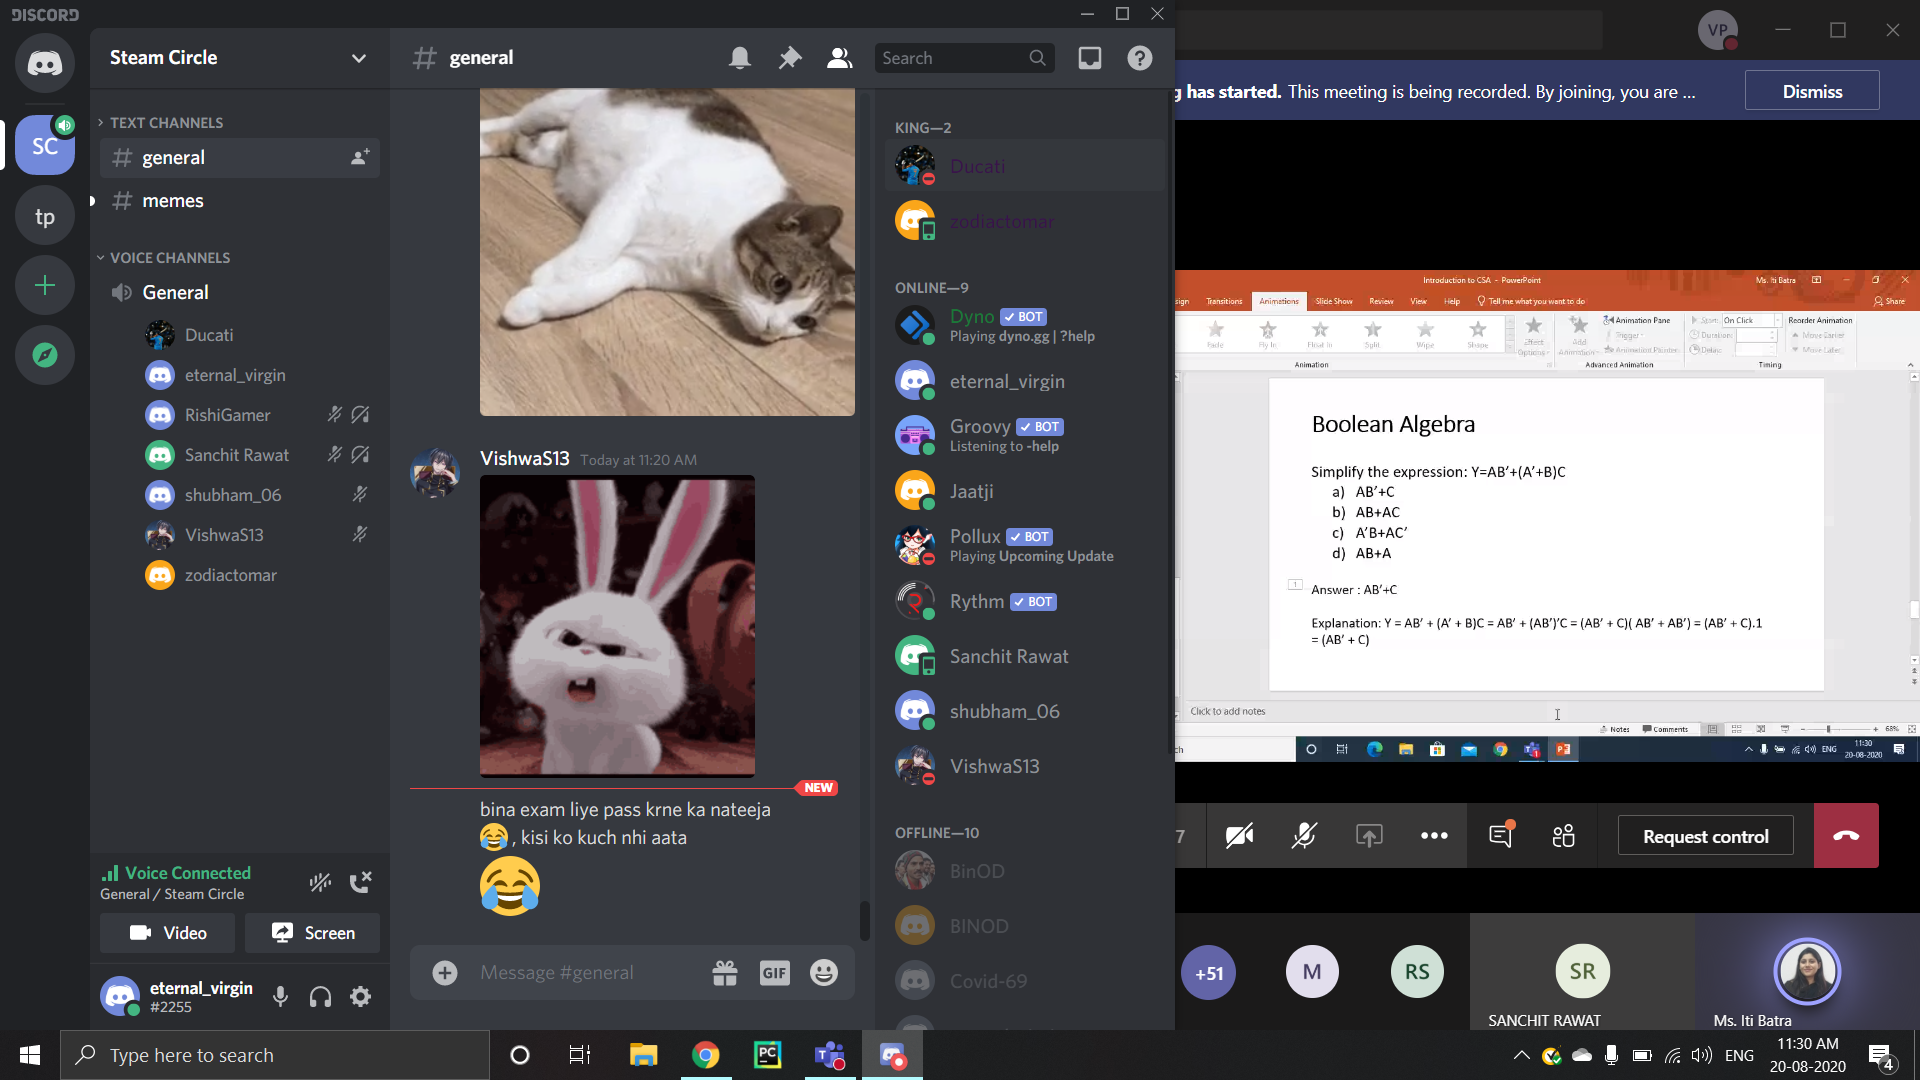 DISCORD
Steam Circle
general
Search
TEXT CHANNELS
general
memes
SC
tp
VOICE CHANNELS
General
Ducati
eternal_virgin
RishiGamer
Sanchit Rawat
shubham_06
VishwaS13
zodiactomar
Voice Connected
General / Steam Circle
Video
Screen
eternal_virgin
#2255
VishwaS13 Today at 11:20 AM
NEW
bina exam liye pass krne ka nateeja
😂, kisi ko kuch nhi aata
😂
Message #general
GIF
KING—2
Ducati
zodiactomar
ONLINE—9
Dyno ✓ BOT
Playing dyno.gg | ?help
eternal_virgin
Groovy ✓ BOT
Listening to -help
Jaatji
Pollux ✓ BOT
Playing Upcoming Update
Rythm ✓ BOT
Sanchit Rawat
shubham_06
VishwaS13
OFFLINE—10
BinOD
BINOD
Covid-69
VP
g has started. This meeting is being recorded. By joining, you are ...
Dismiss
Introduction to CSA - PowerPoint
Ms. Iti Batra
sign Transitions Animations Slide Show Review View Help Tell me what you want to do
Share
Fade Fly In Float In Split Wipe Shape
Effect Options
Add Animation
Animation Pane
Trigger
Animation Painter
Start: On Click
Duration:
Delay:
Reorder Animation
Move Earlier
Move Later
Animation
Advanced Animation
Timing
Boolean Algebra
Simplify the expression: Y=AB’+(A’+B)C
a) AB’+C
b) AB+AC
c) A’B+AC’
d) AB+A
1
Answer : AB’+C
Explanation: Y = AB’ + (A’ + B)C = AB’ + (AB’)’C = (AB’ + C)( AB’ + AB’) = (AB’ + C).1
= (AB’ + C)
Click to add notes
Notes Comments 68%
ch
ENG
11:30
20-08-2020
7
Request control
+51
M
RS
SR
SANCHIT RAWAT
Ms. Iti Batra
Type here to search
PC
ENG
11:30 AM
20-08-2020
4